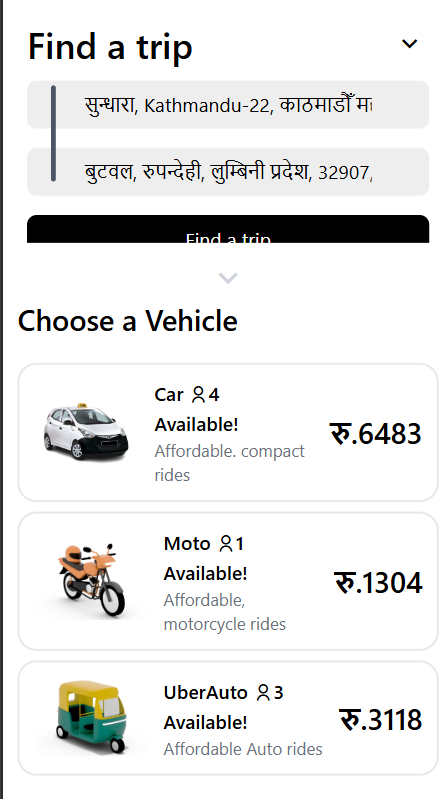 Find a trip
सुन्धारा, Kathmandu-22, काठमाडौँ
बुटवल, रुपन्देही, लुम्बिनी प्रदेश, 32907,
Find a trip
Choose a Vehicle
Car 4
Available!
Affordable. compact
rides
रु.6483
Moto 1
Available!
Affordable,
motorcycle rides
रु.1304
UberAuto 3
Available!
Affordable Auto rides
रु.3118